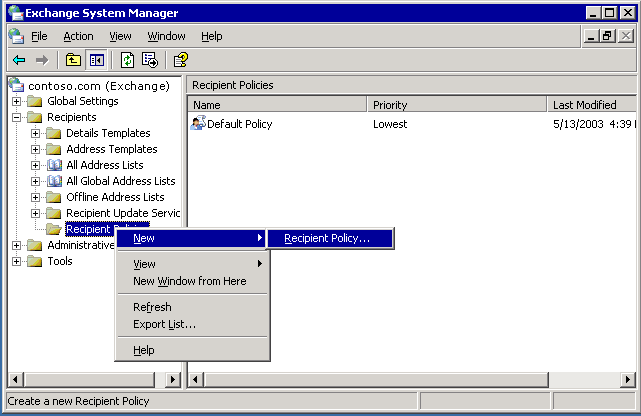 Exchange System Manager
File Action View Window Help
contoso.com (Exchange)
Global Settings
Recipients
Details Templates
Address Templates
All Address Lists
All Global Address Lists
Offline Address Lists
Recipient Update Servic
Recipient
Administrative
Tools
Recipient Policies
Name Priority Last Modified
Default Policy Lowest 5/13/2003 4:39
New
Recipient Policy...
View
New Window from Here
Refresh
Export List...
Help
Create a new Recipient Policy